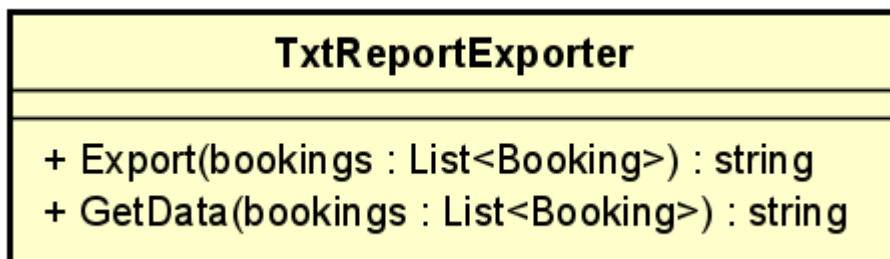 TxtReportExporter
+ Export(bookings : List<Booking>) : string
+ GetData(bookings : List<Booking>) : string